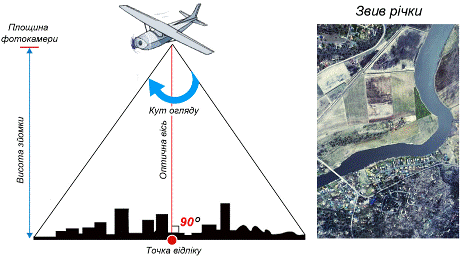 Площина
фотокамери
Звив річки
Кут огляду
Висота зйомки
Оптична вісь
90°
Точка відліку